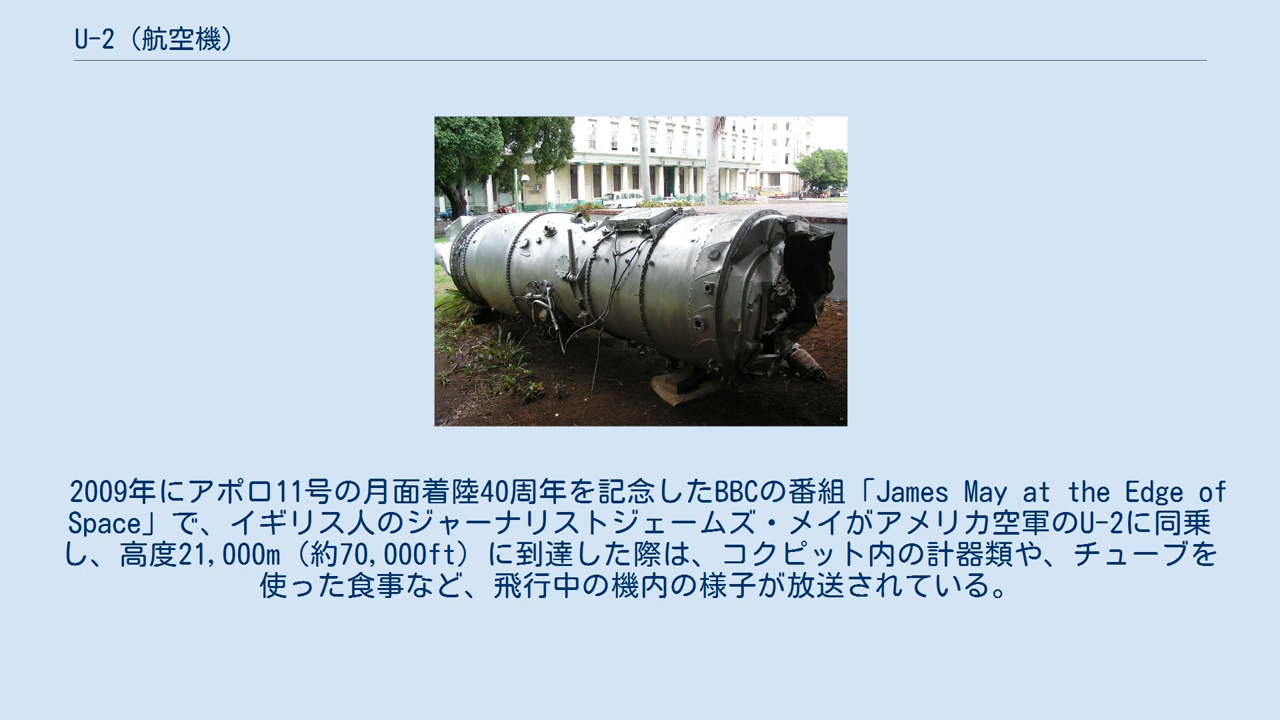 U-2（航空機）
2009年にアポロ11号の月面着陸40周年を記念したBBCの番組「James May at the Edge of
Space」で、イギリス人のジャーナリストジェームズ・メイがアメリカ空軍のU-2に同乗
し、高度21,000m（約70,000ft）に到達した際は、コクピット内の計器類や、チューブを
使った食事など、飛行中の機内の様子が放送されている。